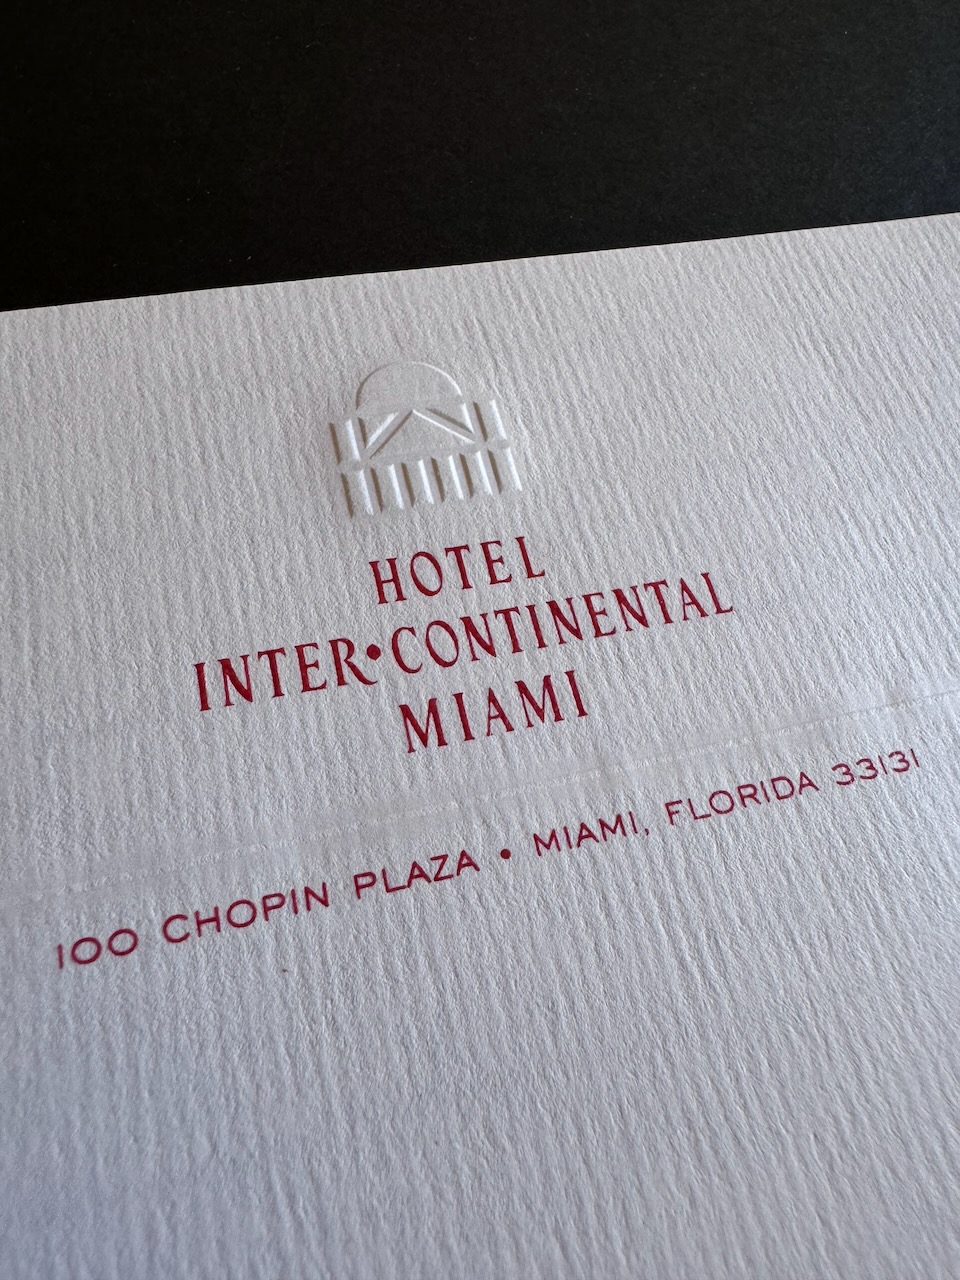 HOTEL
INTER•CONTINENTAL
MIAMI
100 CHOPIN PLAZA • MIAMI, FLORIDA 33131